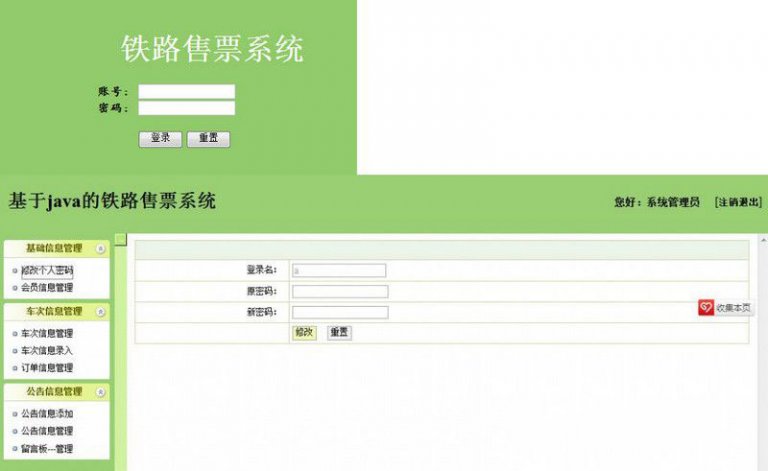 铁路售票系统
账号：
密码：
登录 重置
基于java的铁路售票系统
您好：系统管理员 [注销退出]
基础信息管理
修改个人密码
会员信息管理
车次信息管理
车次信息管理
车次信息录入
订单信息管理
公告信息管理
公告信息添加
公告信息管理
留言板---管理
登录名： a
原密码：
新密码：
修改 重置
收集本页